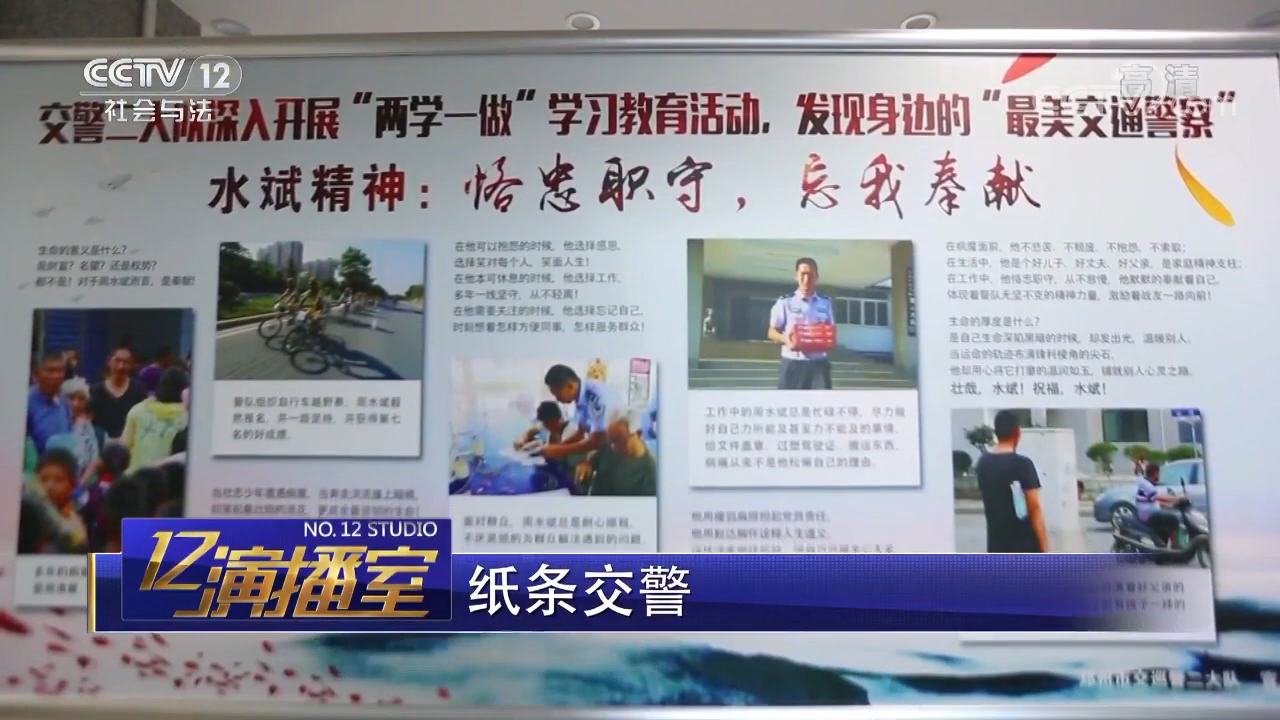 CCTV 12
社会与法
高清
交警二大队深入开展“两学一做”学习教育活动，发现身边的“最美交通警察”
水斌精神：恪忠职守，忘我奉献
生命的意义是什么？
是财富？名望？还是权势？
都不是！对于周水斌而言，是奉献！
警队组织自行车越野赛，周水斌超
把报名，并一路坚持，并获得第七
名的好成绩。
在他可以抱怨的时候，他选择感恩，
选择笑对每个人，笑面人生！
在他本可休息的时候，他选择工作，
多年一线坚守，从不轻离！
在他需要关注的时候，他选择忘记自己，
时刻想着怎样方便同事，怎样服务群众！
面对群众，周水斌总是耐心解答，
工作中的周水斌总是忙碌不停，尽力做
好自己力所能及甚至力不能及的事情，
给文件盖章，过塑驾驶证，搬运东西，
病痛从来不是他松懈自己的理由。
在病魔面前，他不悲苦、不颓废、不抱怨、不索取；
在生活中，他是个好儿子、好丈夫、好父亲，是家庭精神支柱；
在工作中，他恪忠职守，从不怠慢，他默默的奉献着自己，
体现着警队无坚不克的精神力量，激励着战友一路向前！
生命的厚度是什么？
是自己生命深陷黑暗的时候，却发出光，温暖别人，
当运命的轨迹布满锋利棱角的尖石，
他却用心将它打磨的温润如玉，铺就别人心灵之路。
壮哉，水斌！祝福，水斌！
NO. 12 STUDIO
12演播室
纸条交警
郑州市交巡警二大队